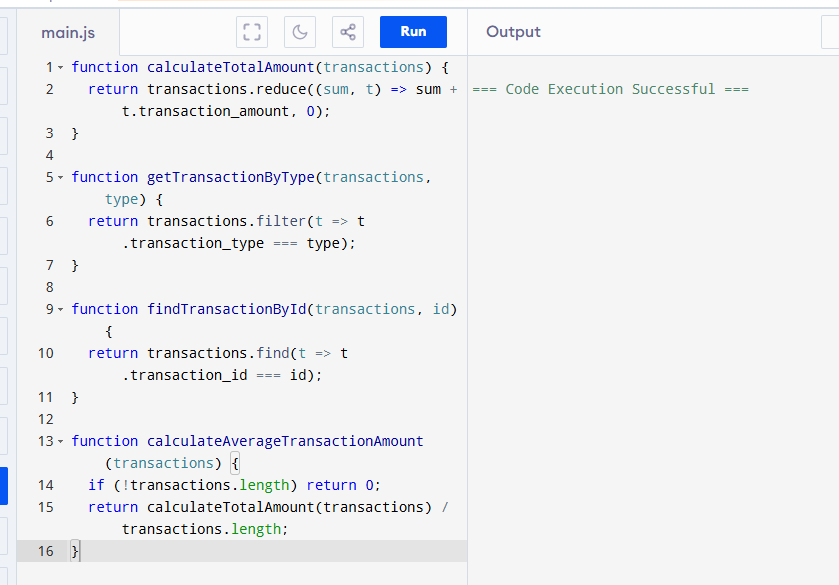 main.js
Run
Output
1 function calculateTotalAmount(transactions) {
2 return transactions.reduce((sum, t) => sum +
t.transaction_amount, 0);
3 }
4
5 function getTransactionByType(transactions,
type) {
6 return transactions.filter(t => t
.transaction_type === type);
7 }
8
9 function findTransactionById(transactions, id)
{
10 return transactions.find(t => t
.transaction_id === id);
11 }
12
13 function calculateAverageTransactionAmount
(transactions) {
14 if (!transactions.length) return 0;
15 return calculateTotalAmount(transactions) /
transactions.length;
16 }
=== Code Execution Successful ===